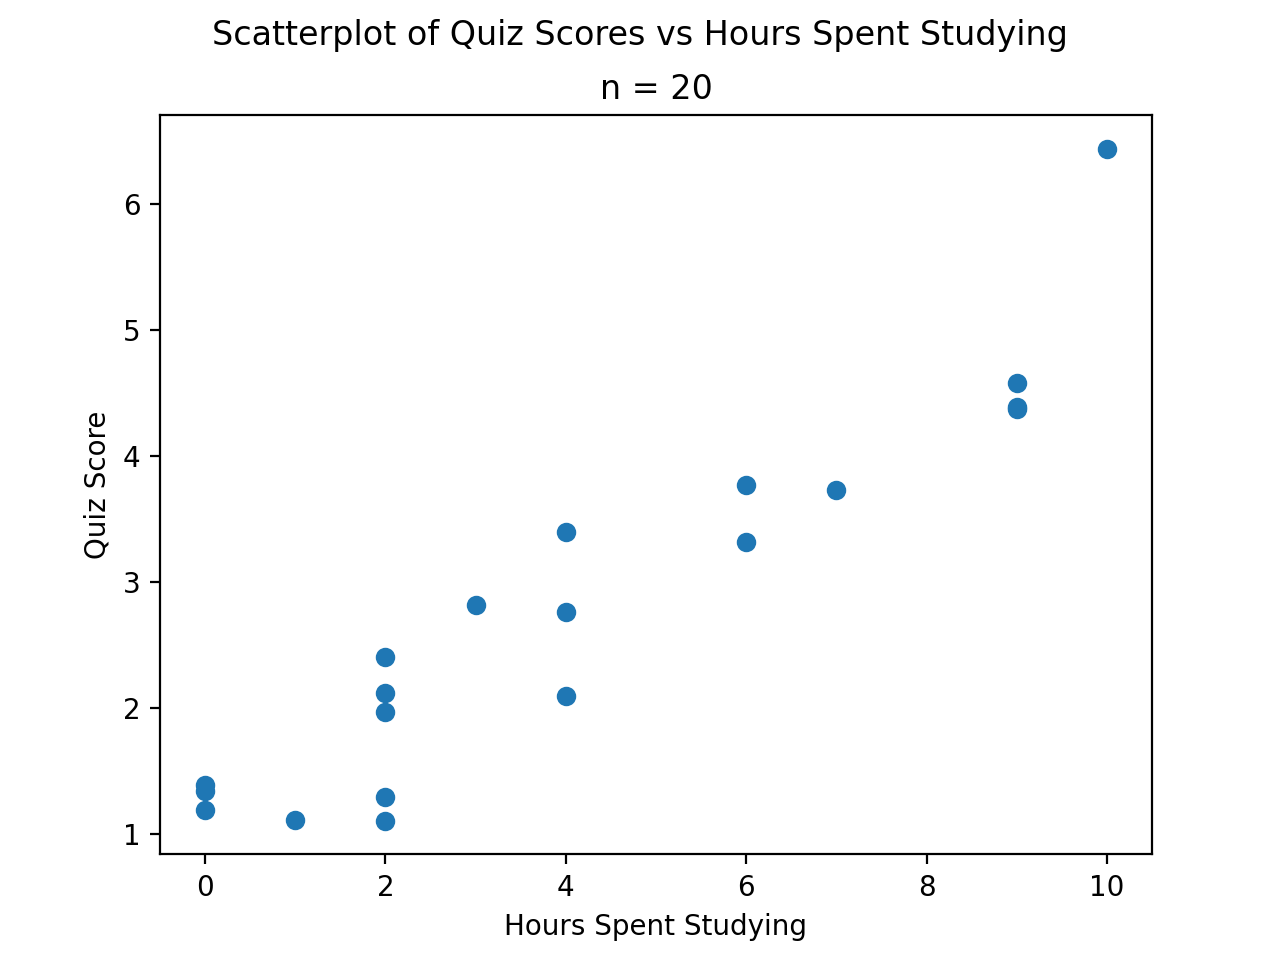 Scatterplot of Quiz Scores vs Hours Spent Studying
n = 20
6
5
4
3
2
1
Quiz Score
0 2 4 6 8 10
Hours Spent Studying